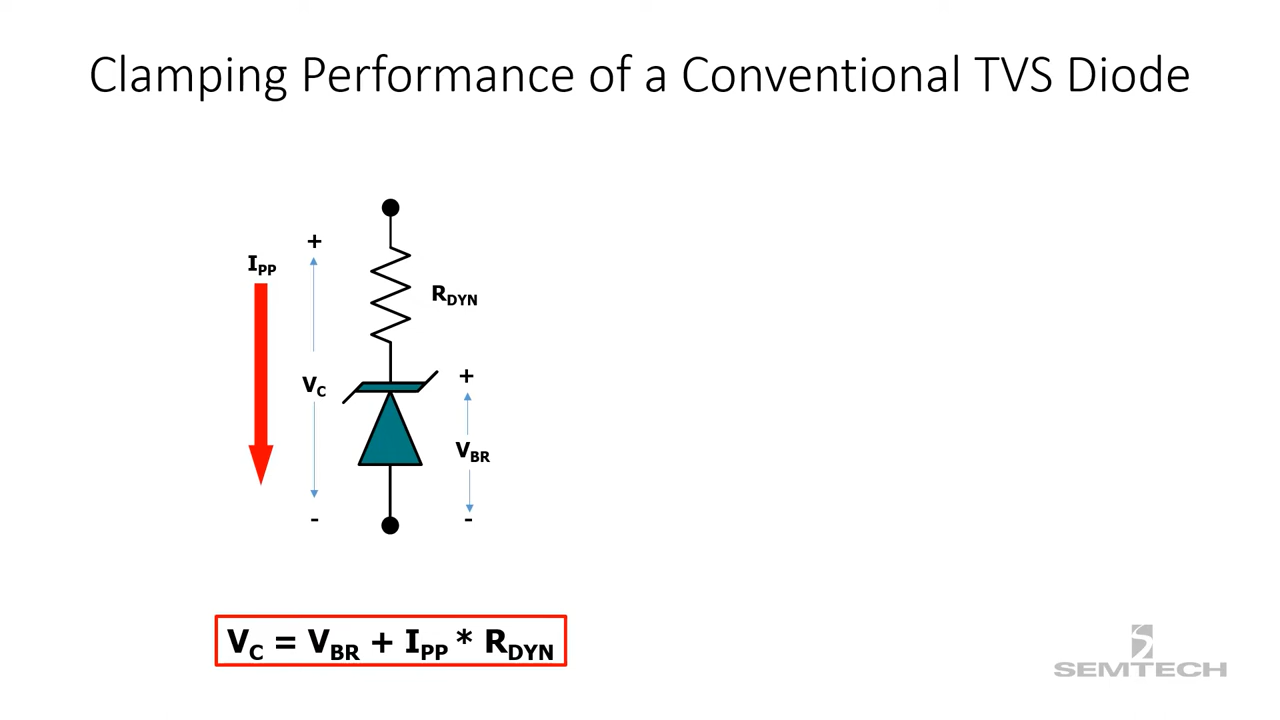 Clamping Performance of a Conventional TVS Diode
+
IPP
RDYN
+
VC
VBR
-
-
VC = VBR + IPP * RDYN
SEMTECH